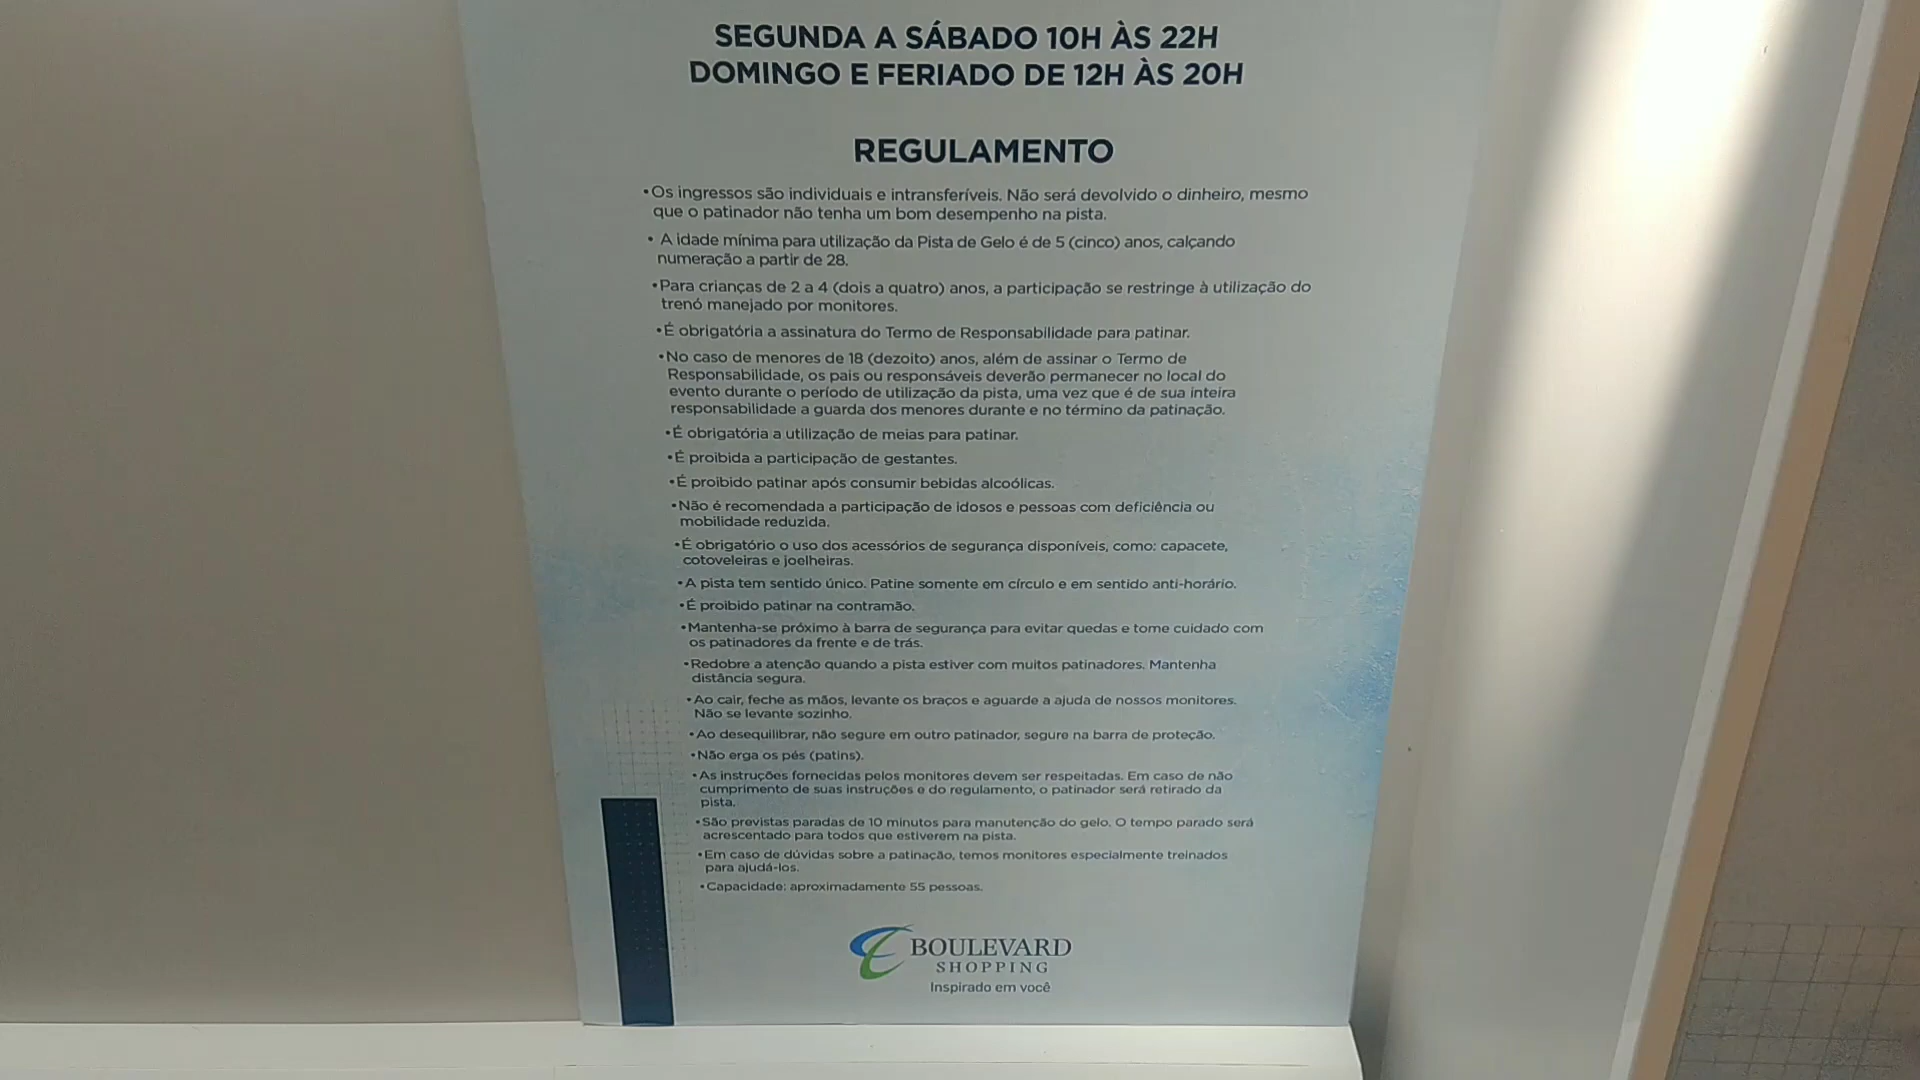 SEGUNDA A SÁBADO 10H ÀS 22H
DOMINGO E FERIADO DE 12H ÀS 20H
REGULAMENTO
•Os ingressos são individuais e intransferíveis. Não será devolvido o dinheiro, mesmo
que o patinador não tenha um bom desempenho na pista.
• A idade mínima para utilização da Pista de Gelo é de 5 (cinco) anos, calçando
numeração a partir de 28.
•Para crianças de 2 a 4 (dois a quatro) anos, a participação se restringe à utilização do
trenó manejado por monitores.
•É obrigatória a assinatura do Termo de Responsabilidade para patinar.
•No caso de menores de 18 (dezoito) anos, além de assinar o Termo de
Responsabilidade, os pais ou responsáveis deverão permanecer no local do
evento durante o período de utilização da pista, uma vez que é de sua inteira
responsabilidade a guarda dos menores durante e no término da patinação.
•É obrigatória a utilização de meias para patinar.
•É proibida a participação de gestantes.
•É proibido patinar após consumir bebidas alcoólicas.
•Não é recomendada a participação de idosos e pessoas com deficiência ou
mobilidade reduzida.
•É obrigatório o uso dos acessórios de segurança disponíveis, como: capacete,
cotoveleiras e joelheiras.
•A pista tem sentido único. Patine somente em círculo e em sentido anti-horário.
•É proibido patinar na contramão.
•Mantenha-se próximo à barra de segurança para evitar quedas e tome cuidado com
os patinadores da frente e de trás.
•Redobre a atenção quando a pista estiver com muitos patinadores. Mantenha
distância segura.
•Ao cair, feche as mãos, levante os braços e aguarde a ajuda de nossos monitores.
Não se levante sozinho.
•Ao desequilibrar, não segure em outro patinador, segure na barra de proteção.
•Não erga os pés (patins).
•As instruções fornecidas pelos monitores devem ser respeitadas. Em caso de não
cumprimento de suas instruções e do regulamento, o patinador será retirado da
pista.
•São previstas paradas de 10 minutos para manutenção do gelo. O tempo parado será
acrescentado para todos que estiverem na pista.
•Em caso de dúvidas sobre a patinação, temos monitores especialmente treinados
para ajudá-los.
•Capacidade: aproximadamente 55 pessoas.
BOULEVARD
SHOPPING
Inspirado em você